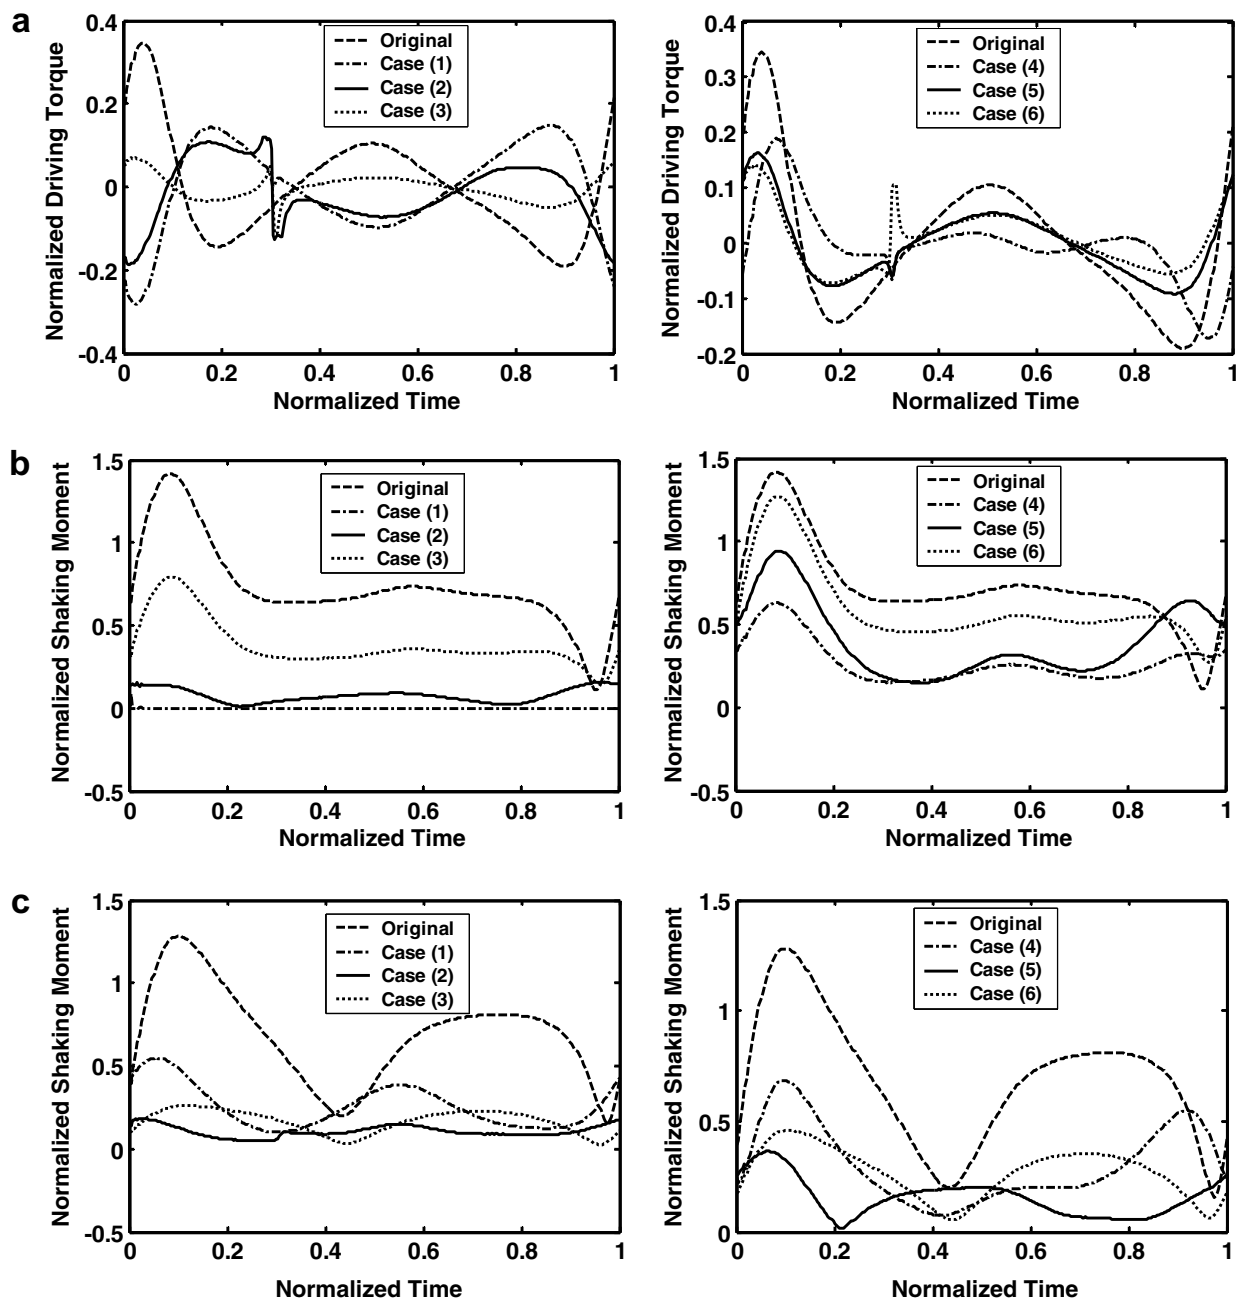 a
Normalized Driving Torque
0.4
0.2
0
-0.2
-0.4
Original
Case (1)
Case (2)
Case (3)
0 0.2 0.4 0.6 0.8 1
Normalized Time
Normalized Driving Torque
0.4
0.3
0.2
0.1
0
-0.1
-0.2
Original
Case (4)
Case (5)
Case (6)
0 0.2 0.4 0.6 0.8 1
Normalized Time
b
Normalized Shaking Moment
1.5
1
0.5
0
-0.5
Original
Case (1)
Case (2)
Case (3)
0 0.2 0.4 0.6 0.8 1
Normalized Time
Normalized Shaking Moment
1.5
1
0.5
0
-0.5
Original
Case (4)
Case (5)
Case (6)
0 0.2 0.4 0.6 0.8 1
Normalized Time
c
Normalized Shaking Moment
1.5
1
0.5
0
-0.5
Original
Case (1)
Case (2)
Case (3)
0 0.2 0.4 0.6 0.8 1
Normalized Time
Normalized Shaking Moment
1.5
1
0.5
0
Original
Case (4)
Case (5)
Case (6)
0 0.2 0.4 0.6 0.8 1
Normalized Time